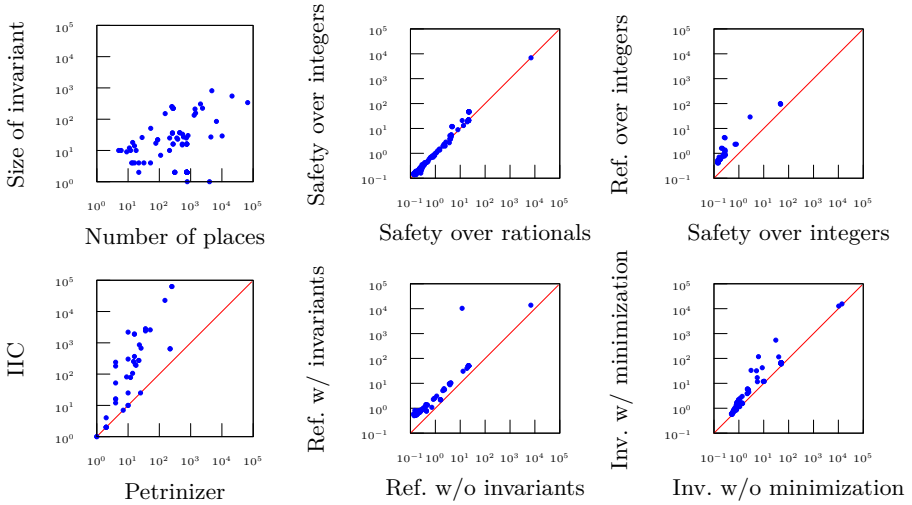 Size of invariant
10^5
10^4
10^3
10^2
10^1
10^0
10^0 10^1 10^2 10^3 10^4 10^5
Number of places
Safety over integers
10^5
10^4
10^3
10^2
10^1
10^0
10^−1
10^−1 10^0 10^1 10^2 10^3 10^4 10^5
Safety over rationals
Ref. over integers
10^5
10^4
10^3
10^2
10^1
10^0
10^−1
10^−1 10^0 10^1 10^2 10^3 10^4 10^5
Safety over integers
IIC
10^5
10^4
10^3
10^2
10^1
10^0
10^0 10^1 10^2 10^3 10^4 10^5
Petrinizer
Ref. w/ invariants
10^5
10^4
10^3
10^2
10^1
10^0
10^−1
10^−1 10^0 10^1 10^2 10^3 10^4 10^5
Ref. w/o invariants
Inv. w/ minimization
10^5
10^4
10^3
10^2
10^1
10^0
10^−1
10^−1 10^0 10^1 10^2 10^3 10^4 10^5
Inv. w/o minimization